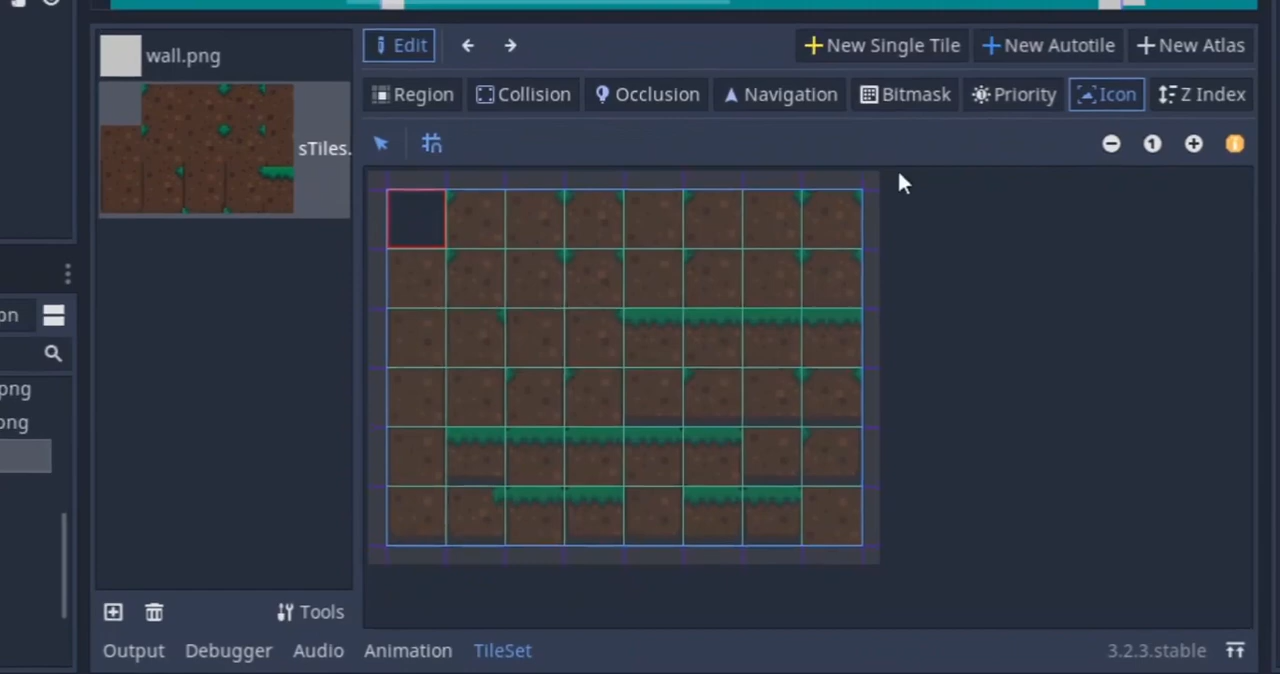 wall.png
Edit
New Single Tile
New Autotile
New Atlas
Region
Collision
Occlusion
Navigation
Bitmask
Priority
Icon
Z Index
sTiles.
on
png
ong
Tools
Output
Debugger
Audio
Animation
TileSet
3.2.3.stable